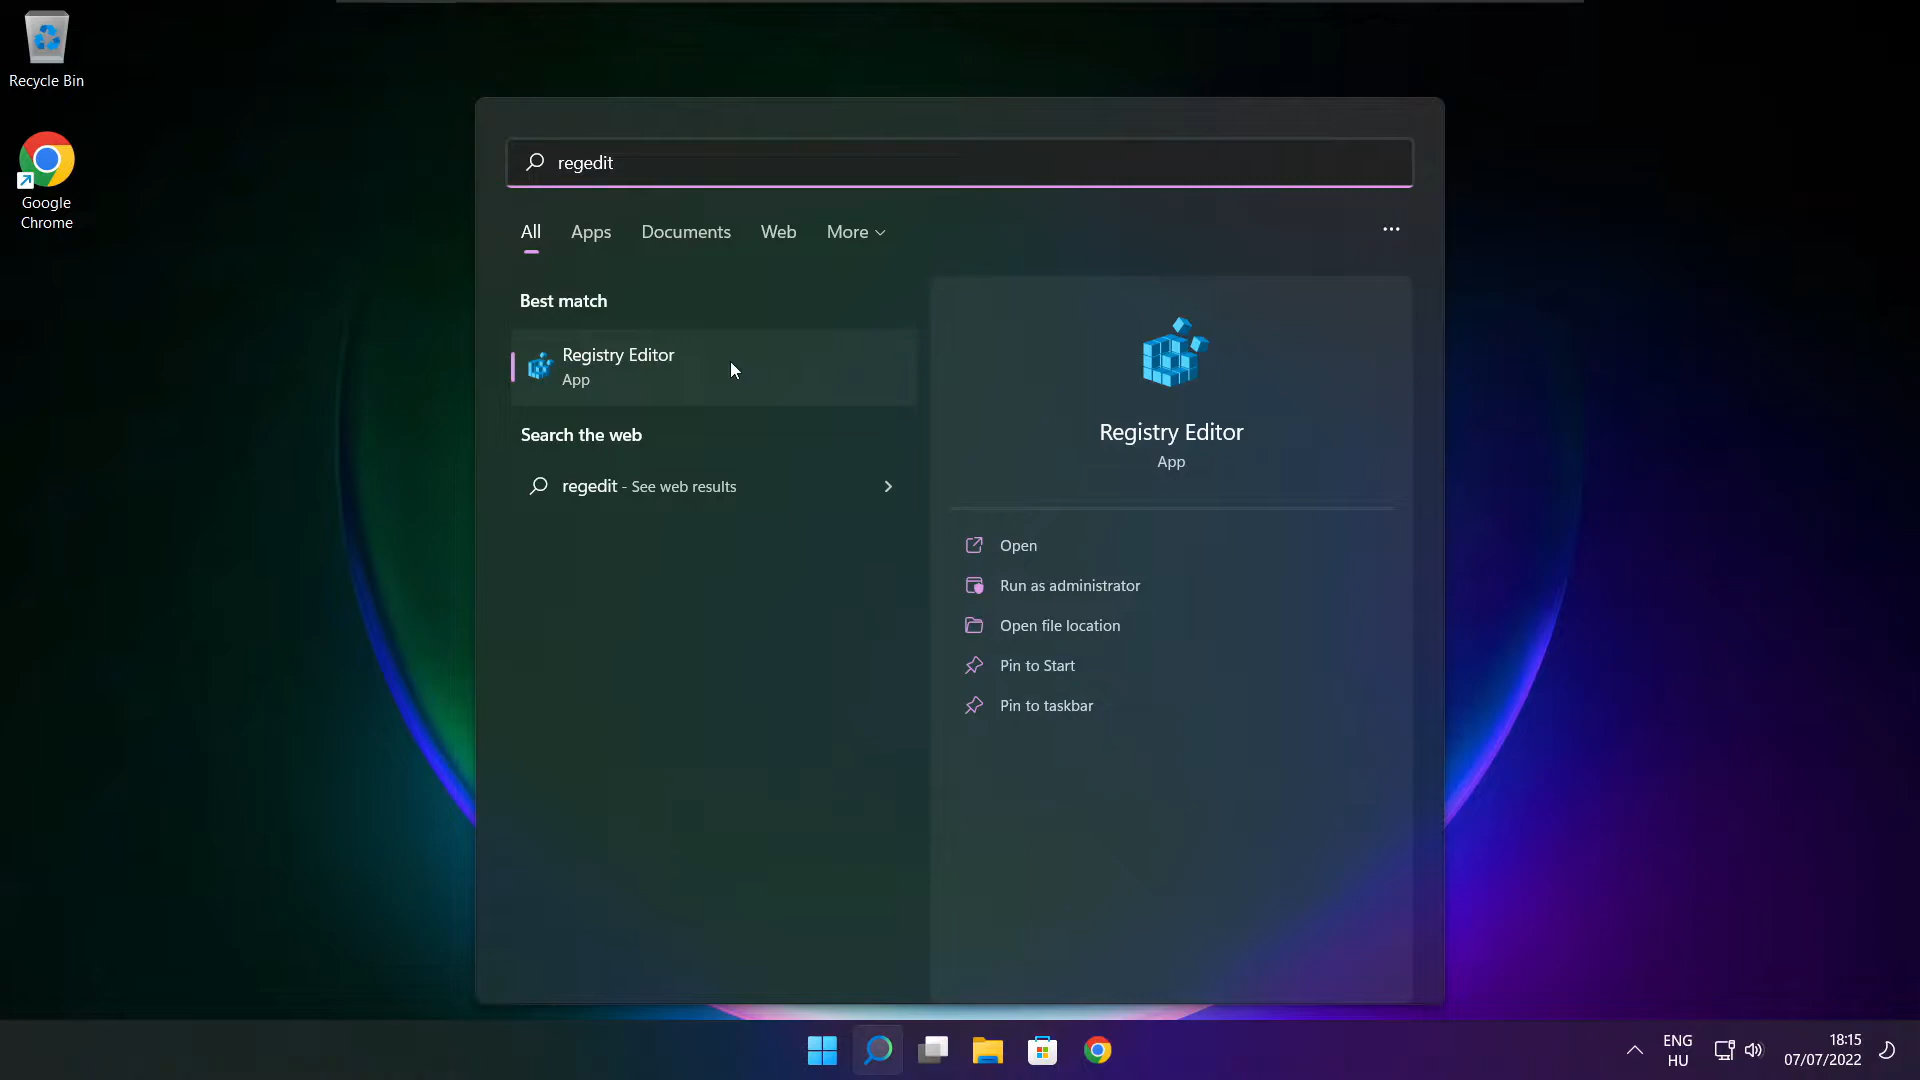 Recycle Bin
Google
Chrome
regedit
All
Apps
Documents
Web
More
Best match
Registry Editor
App
Search the web
regedit - See web results
Registry Editor
App
Open
Run as administrator
Open file location
Pin to Start
Pin to taskbar
ENG
HU
18:15
07/07/2022